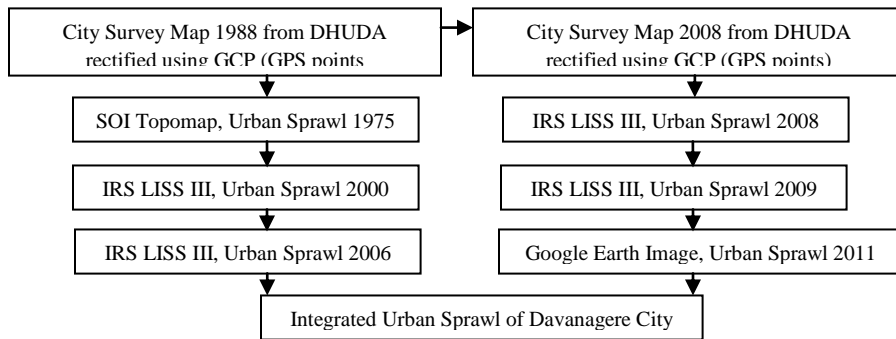 City Survey Map 1988 from DHUDA
rectified using GCP (GPS points
City Survey Map 2008 from DHUDA
rectified using GCP (GPS points)
SOI Topomap, Urban Sprawl 1975
IRS LISS III, Urban Sprawl 2008
IRS LISS III, Urban Sprawl 2000
IRS LISS III, Urban Sprawl 2009
IRS LISS III, Urban Sprawl 2006
Google Earth Image, Urban Sprawl 2011
Integrated Urban Sprawl of Davanagere City